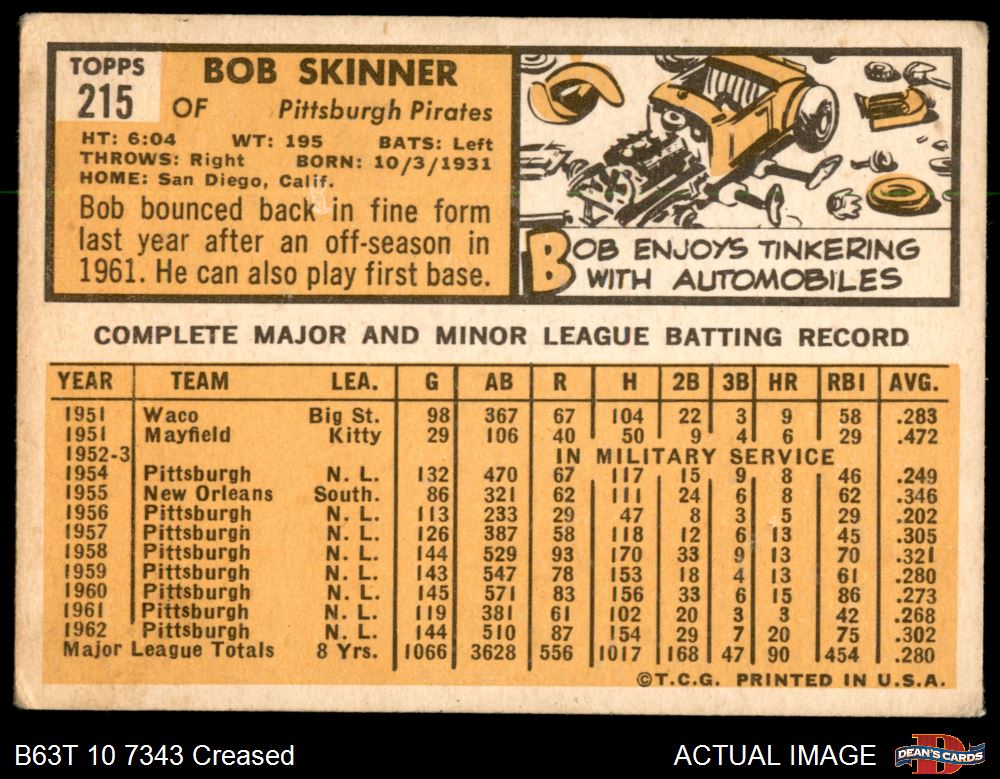 TOPPS
215
BOB SKINNER
OF Pittsburgh Pirates
HT: 6:04 WT: 195 BATS: Left
THROWS: Right BORN: 10/3/1931
HOME: San Diego, Calif.
Bob bounced back in fine form
last year after an off-season in
1961. He can also play first base.
BOB ENJOYS TINKERING
WITH AUTOMOBILES
COMPLETE MAJOR AND MINOR LEAGUE BATTING RECORD
YEAR TEAM LEA. G AB R H 2B 3B HR RBI AVG.
1951 Waco Big St. 98 367 67 104 22 3 9 58 .283
1951 Mayfield Kitty 29 106 40 50 9 4 6 29 .472
1952-3 IN MILITARY SERVICE
1954 Pittsburgh N. L. 132 470 67 117 15 9 8 46 .249
1955 New Orleans South. 86 321 62 111 24 6 8 62 .346
1956 Pittsburgh N. L. 113 233 29 47 8 3 5 29 .202
1957 Pittsburgh N. L. 126 387 58 118 12 6 13 45 .305
1958 Pittsburgh N. L. 144 529 93 170 33 9 13 70 .321
1959 Pittsburgh N. L. 143 547 78 153 18 4 13 61 .280
1960 Pittsburgh N. L. 145 571 83 156 33 6 15 86 .273
1961 Pittsburgh N. L. 119 381 61 102 20 3 3 42 .268
1962 Pittsburgh N. L. 144 510 87 154 29 7 20 75 .302
Major League Totals 8 Yrs. 1066 3628 556 1017 168 47 90 454 .280
©T.C.G. PRINTED IN U.S.A.
B63T 10 7343 Creased
ACTUAL IMAGE
DEAN'S CARDS